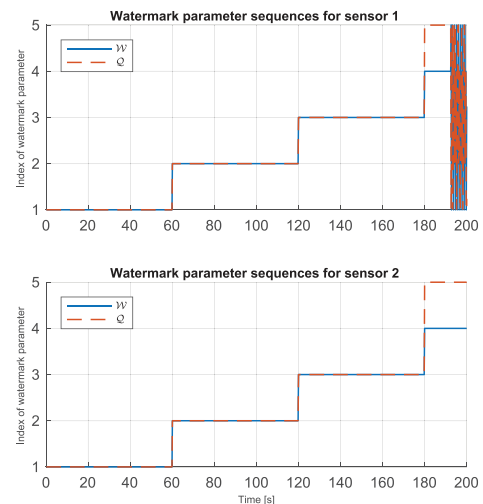 Watermark parameter sequences for sensor 1
Index of watermark parameter
5
4
3
2
1
𝒲
𝒬
0 20 40 60 80 100 120 140 160 180 200
Watermark parameter sequences for sensor 2
Index of watermark parameter
5
4
3
2
1
𝒲
𝒬
0 20 40 60 80 100 120 140 160 180 200
Time [s]